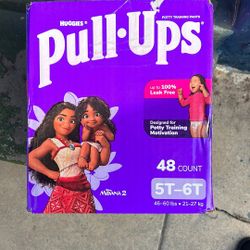 HUGGIES
POTTY TRAINING PANTS
Pull-Ups
up to 100%
Leak Free
Designed for
Potty Training
Motivation
48 COUNT
5T-6T
46-60 lbs • 21-27 kg
Disney
MOANA 2